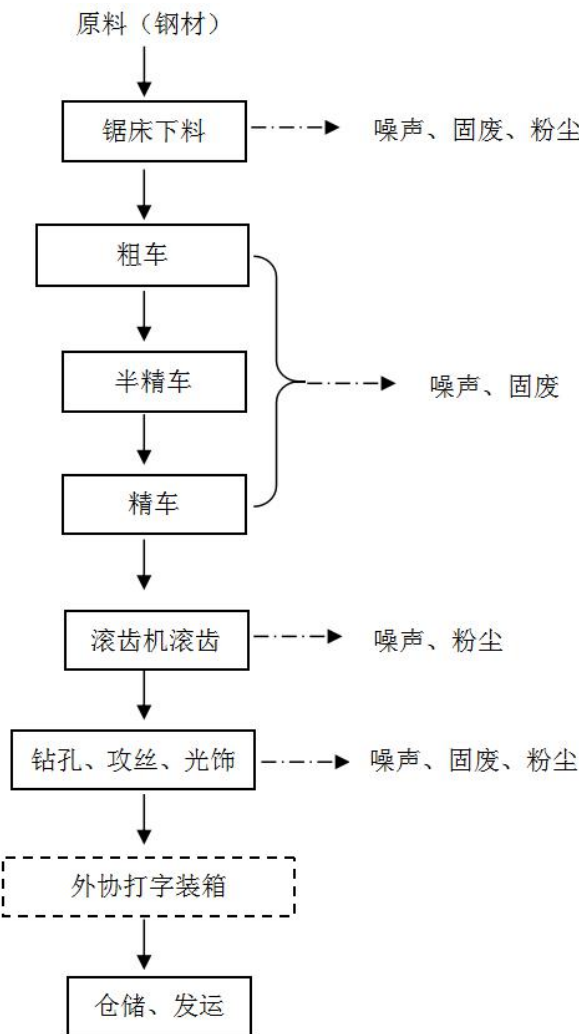 原料（钢材）
锯床下料
噪声、固废、粉尘
粗车
半精车
噪声、固废
精车
滚齿机滚齿
噪声、粉尘
钻孔、攻丝、光饰
噪声、固废、粉尘
外协打字装箱
仓储、发运